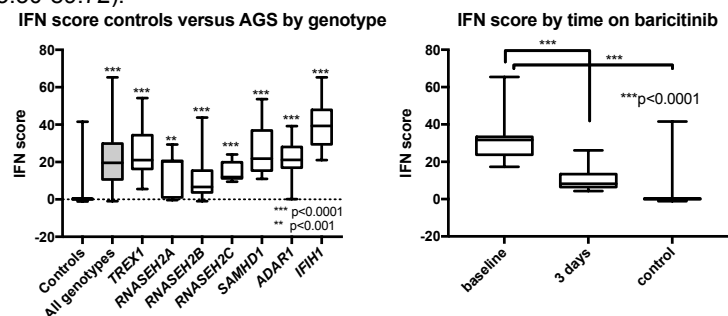 IFN score controls versus AGS by genotype
IFN score
80
60
40
20
0
-20
***
***
***
**
***
***
***
***
***
*** p<0.0001
** p<0.001
Controls
All genotypes
TREX1
RNASEH2A
RNASEH2B
RNASEH2C
SAMHD1
ADAR1
IFIH1
IFN score by time on baricitinib
IFN score
80
60
40
20
0
-20
***
***
***p<0.0001
baseline
3 days
control